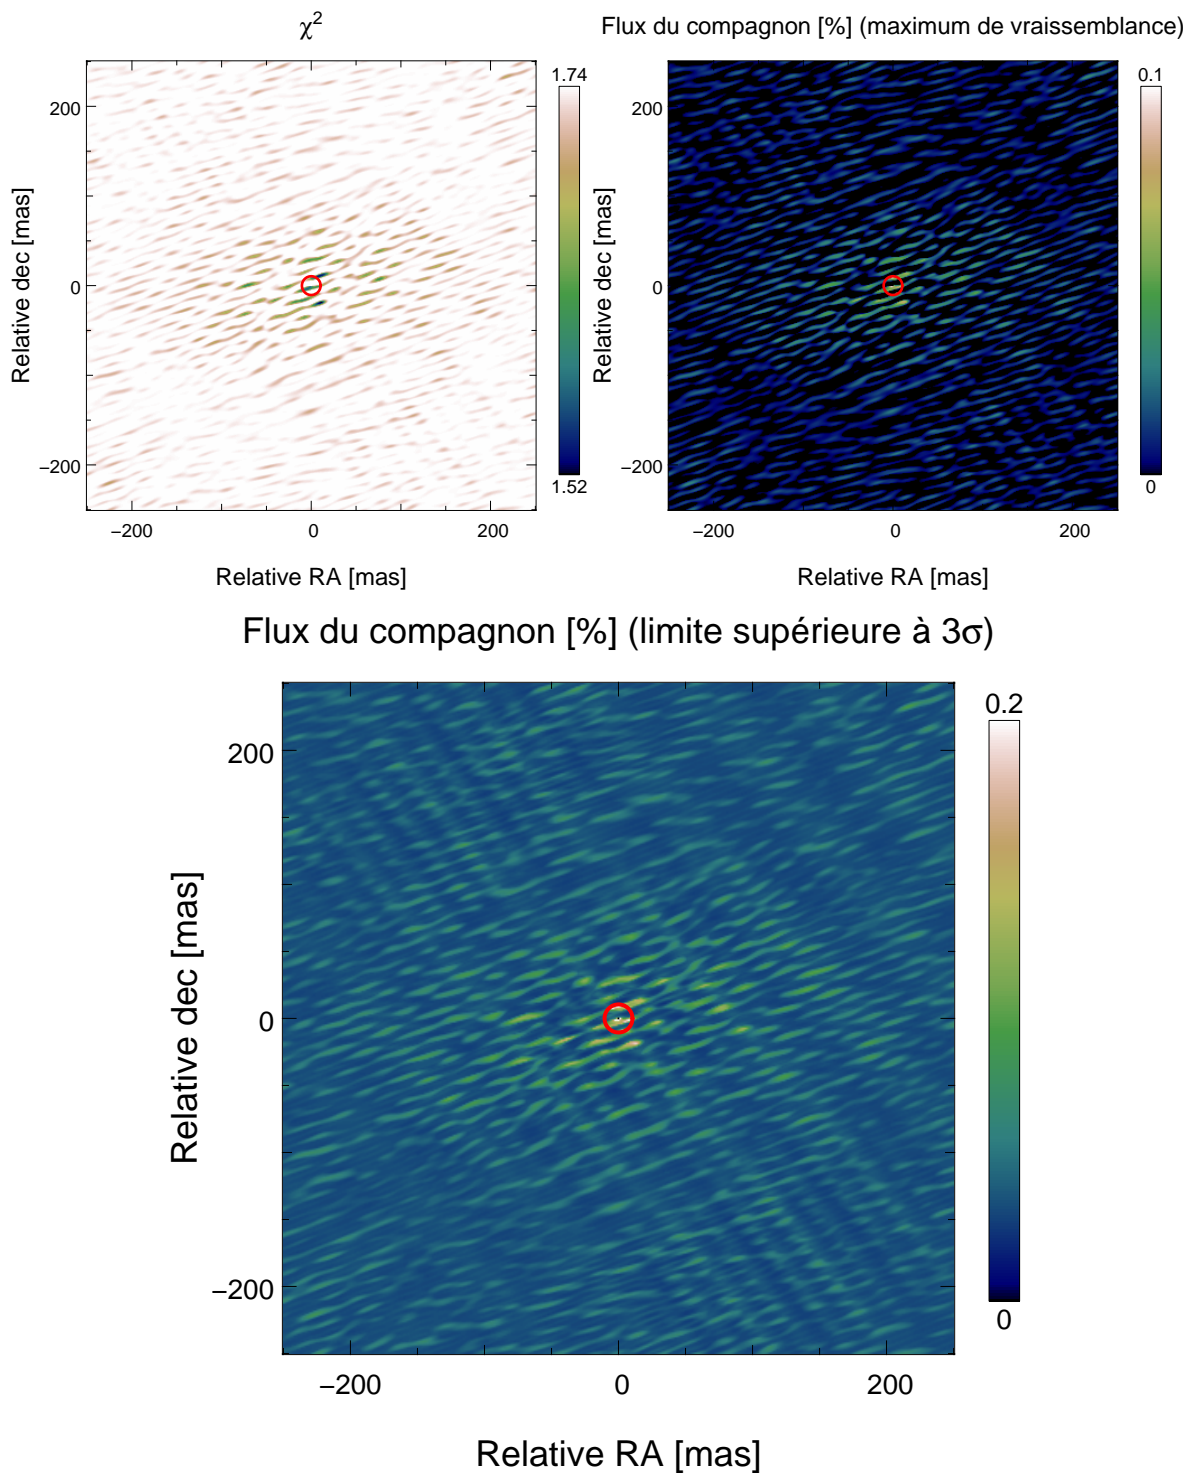 χ²
Flux du compagnon [%] (maximum de vraissemblance)
1.74
0.1
200
200
Relative dec [mas]
Relative dec [mas]
0
0
−200
−200
1.52
0
−200
0
200
−200
0
200
Relative RA [mas]
Relative RA [mas]
Flux du compagnon [%] (limite supérieure à 3σ)
0.2
200
Relative dec [mas]
0
−200
0
−200
0
200
Relative RA [mas]